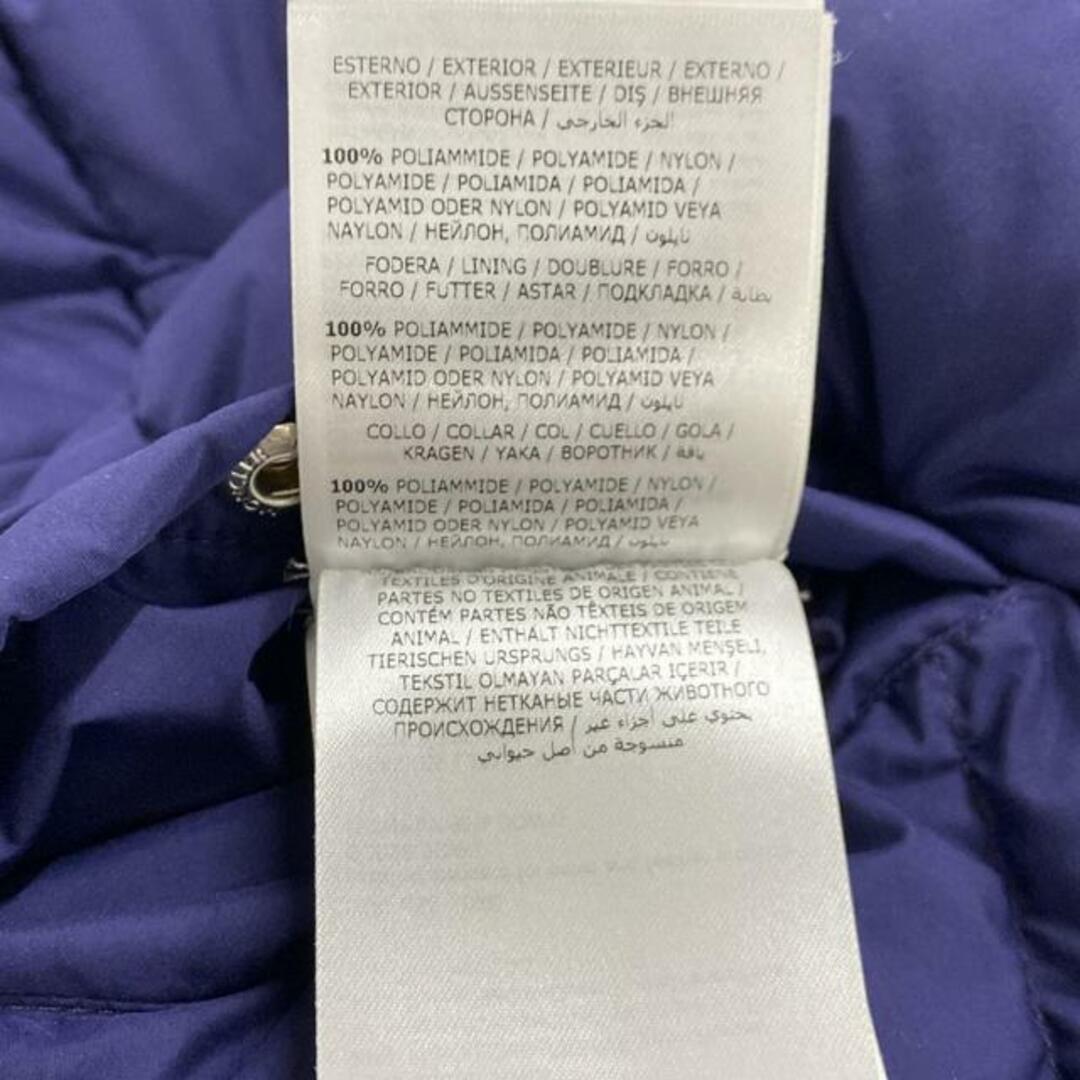 ESTERNO / EXTERIOR / EXTERIEUR / EXTERNO /
EXTERIOR / AUSSENSEITE / DIŞ / ВНЕШНЯЯ
СТОРОНА / الجزء الخارجي
100% POLIAMMIDE / POLYAMIDE / NYLON /
POLYAMIDE / POLIAMIDA / POLIAMIDA /
POLYAMID ODER NYLON / POLYAMID VEYA
NAYLON / НЕЙЛОН, ПОЛИАМИД / نايلون
FODERA / LINING / DOUBLURE / FORRO /
FORRO / FUTTER / ASTAR / ПОДКЛАДКА / بطانة
100% POLIAMMIDE / POLYAMIDE / NYLON /
POLYAMIDE / POLIAMIDA / POLIAMIDA /
POLYAMID ODER NYLON / POLYAMID VEYA
NAYLON / НЕЙЛОН, ПОЛИАМИД / نايلون
COLLO / COLLAR / COL / CUELLO / GOLA /
KRAGEN / YAKA / ВОРОТНИК / ياقة
100% POLIAMMIDE / POLYAMIDE / NYLON /
POLYAMIDE / POLIAMIDA / POLIAMIDA /
POLYAMID ODER NYLON / POLYAMID VEYA
NAYLON / НЕЙЛОН, ПОЛИАМИД / نايلون
TEXTILES D'ORIGINE ANIMALE / CONTIENE
PARTES NO TEXTILES DE ORIGEN ANIMAL /
CONTÉM PARTES NÃO TÊXTEIS DE ORIGEM
ANIMAL / ENTHALT NICHTTEXTILE TEILE
TIERISCHEN URSPRUNGS / HAYVAN MENŞELİ,
TEKSTIL OLMAYAN PARÇALAR IÇERIR /
СОДЕРЖИТ НЕТКАНЫЕ ЧАСТИ ЖИВОТНОГО
ПРОИСХОЖДЕНИЯ / يحتوي على أجزاء غير
منسوجة من أصل حيواني